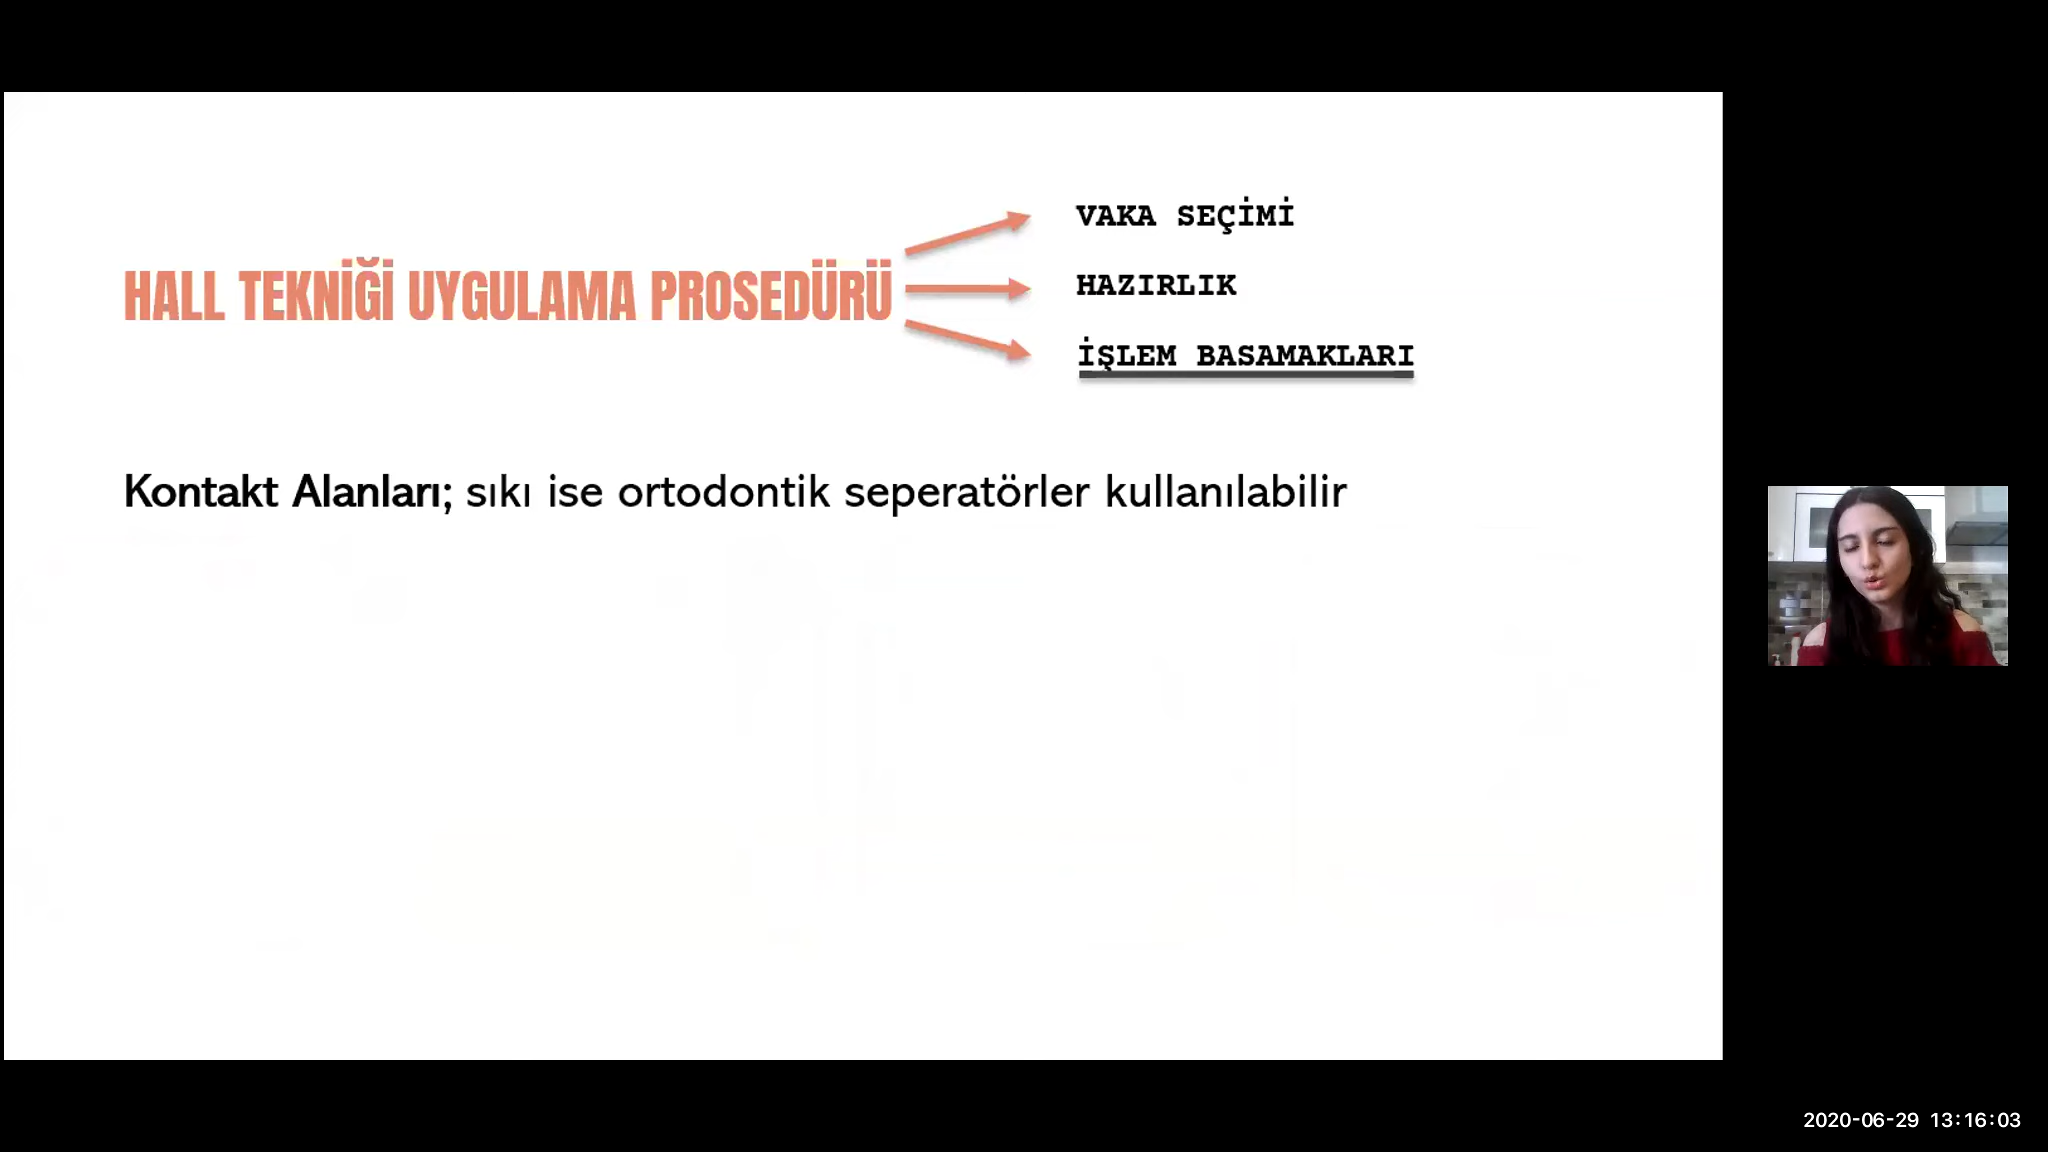 VAKA SEÇİMİ
HALL TEKNİĞİ UYGULAMA PROSEDÜRÜ
HAZIRLIK
İŞLEM BASAMAKLARI
Kontakt Alanları; sıkı ise ortodontik seperatörler kullanılabilir
2020-06-29 13:16:03